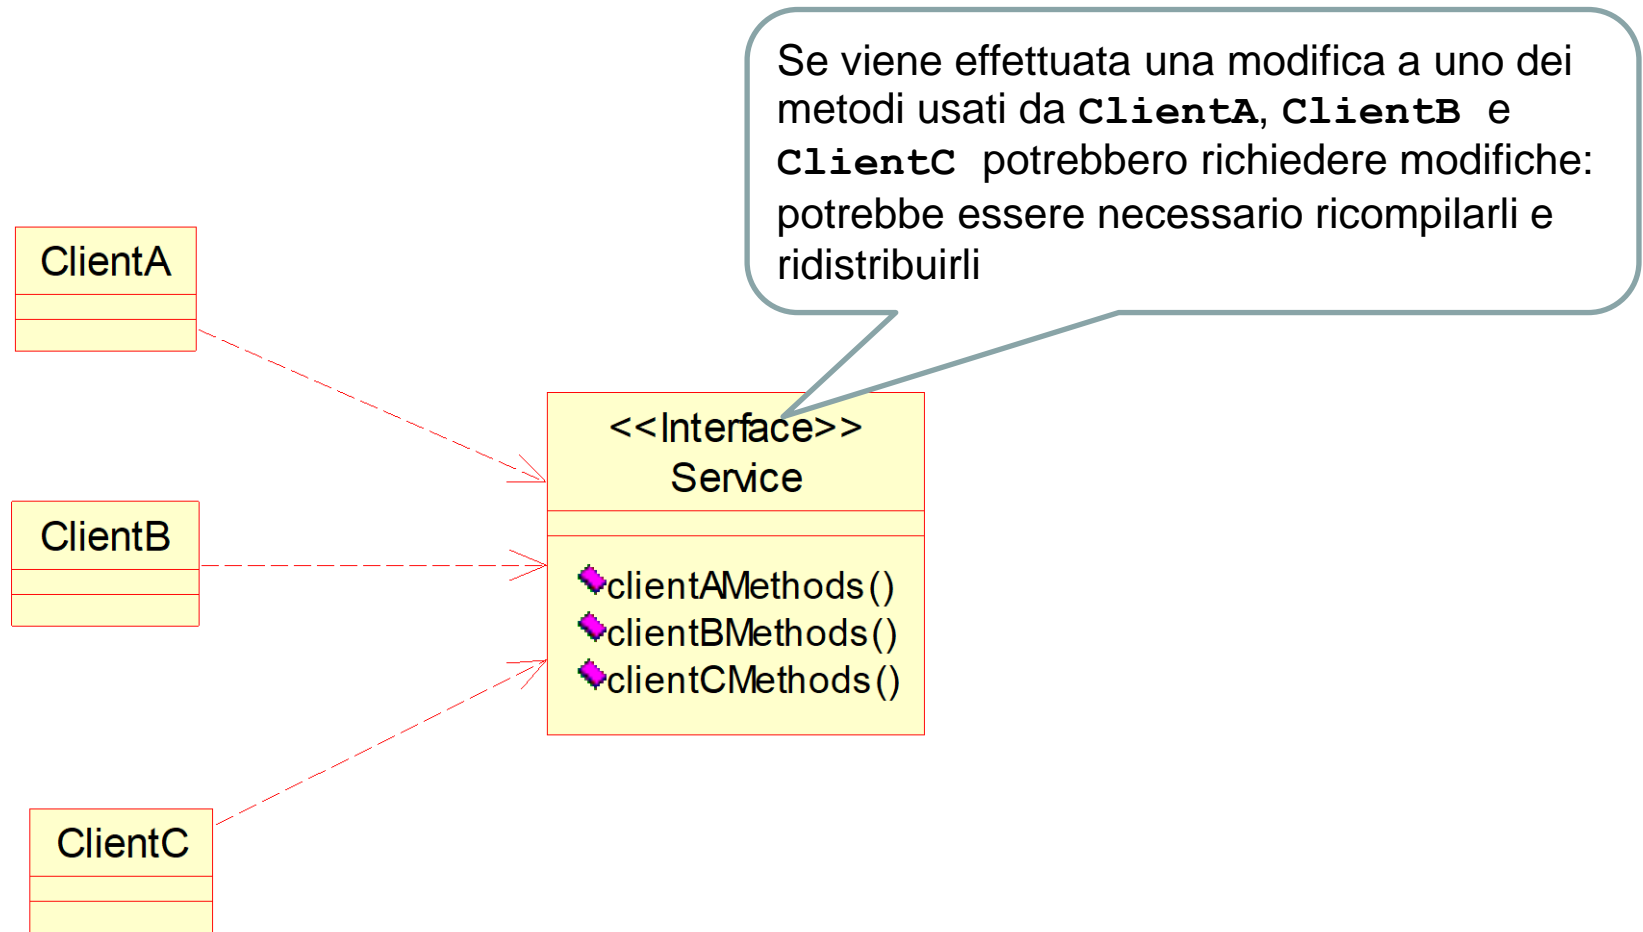 Se viene effettuata una modifica a uno dei
metodi usati da ClientA, ClientB e
ClientC potrebbero richiedere modifiche:
potrebbe essere necessario ricompilarli e
ridistribuirli
ClientA
<<Interface>>
Service
ClientB
clientAMethods()
clientBMethods()
clientCMethods()
ClientC